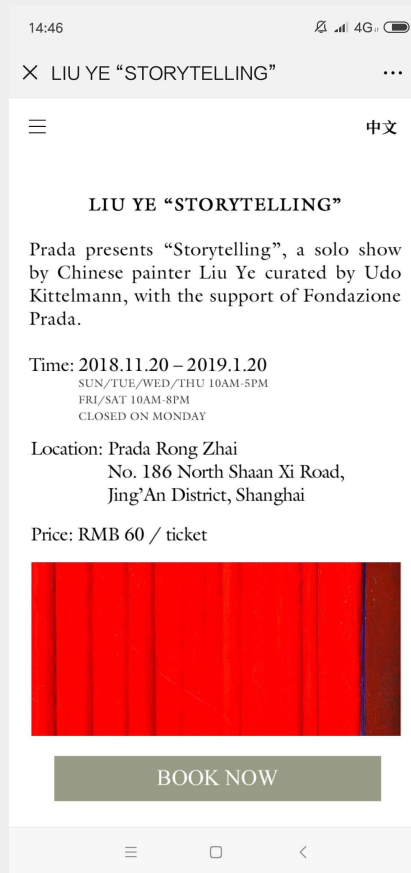 14:46
4G
LIU YE “STORYTELLING”
中文
LIU YE “STORYTELLING”
Prada presents “Storytelling”, a solo show
by Chinese painter Liu Ye curated by Udo
Kittelmann, with the support of Fondazione
Prada.
Time: 2018.11.20 – 2019.1.20
SUN/TUE/WED/THU 10AM-5PM
FRI/SAT 10AM-8PM
CLOSED ON MONDAY
Location: Prada Rong Zhai
No. 186 North Shaan Xi Road,
Jing’An District, Shanghai
Price: RMB 60 / ticket
BOOK NOW